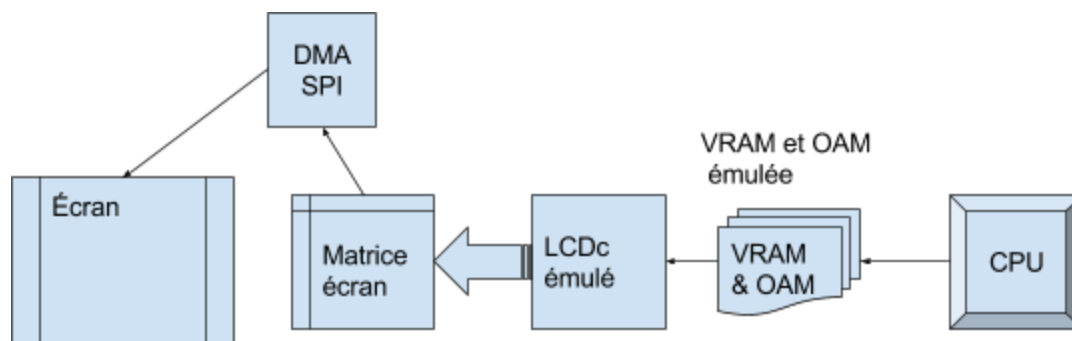 DMA
SPI
VRAM et OAM
émulée
Écran
Matrice
écran
LCDc
émulé
VRAM
& OAM
CPU